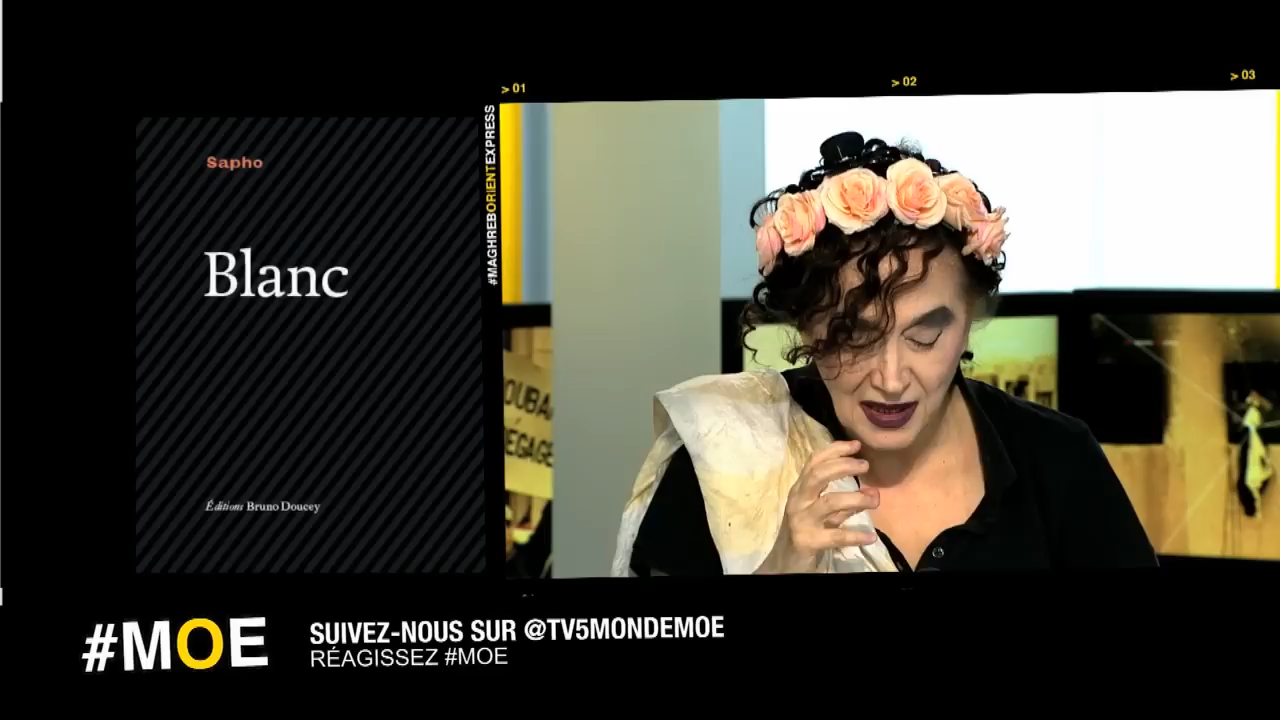 > 01
> 02
> 03
#MAGHREBORIENTEXPRESS
Sapho
Blanc
Éditions Bruno Doucey
#MOE
SUIVEZ-NOUS SUR @TV5MONDEMOE
RÉAGISSEZ #MOE